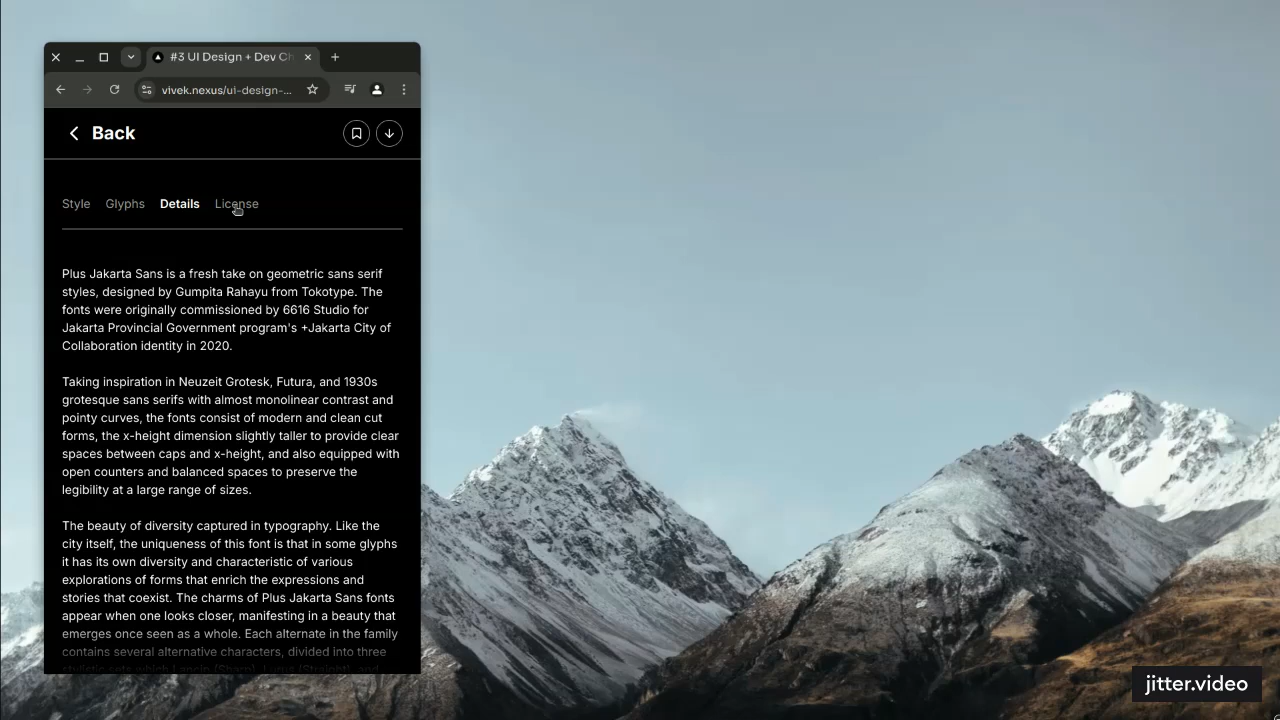 #3 UI Design + Dev Ch
vivek.nexus/ui-design-...
Back
Style Glyphs Details License
Plus Jakarta Sans is a fresh take on geometric sans serif
styles, designed by Gumpita Rahayu from Tokotype. The
fonts were originally commissioned by 6616 Studio for
Jakarta Provincial Government program's +Jakarta City of
Collaboration identity in 2020.
Taking inspiration in Neuzeit Grotesk, Futura, and 1930s
grotesque sans serifs with almost monolinear contrast and
pointy curves, the fonts consist of modern and clean cut
forms, the x-height dimension slightly taller to provide clear
spaces between caps and x-height, and also equipped with
open counters and balanced spaces to preserve the
legibility at a large range of sizes.
The beauty of diversity captured in typography. Like the
city itself, the uniqueness of this font is that in some glyphs
it has its own diversity and characteristic of various
explorations of forms that enrich the expressions and
stories that coexist. The charms of Plus Jakarta Sans fonts
appear when one looks closer, manifesting in a beauty that
emerges once seen as a whole. Each alternate in the family
contains several alternative characters, divided into three
stylistic sets which Lancip (Sharp), Lurus (Straight), and
jitter.video